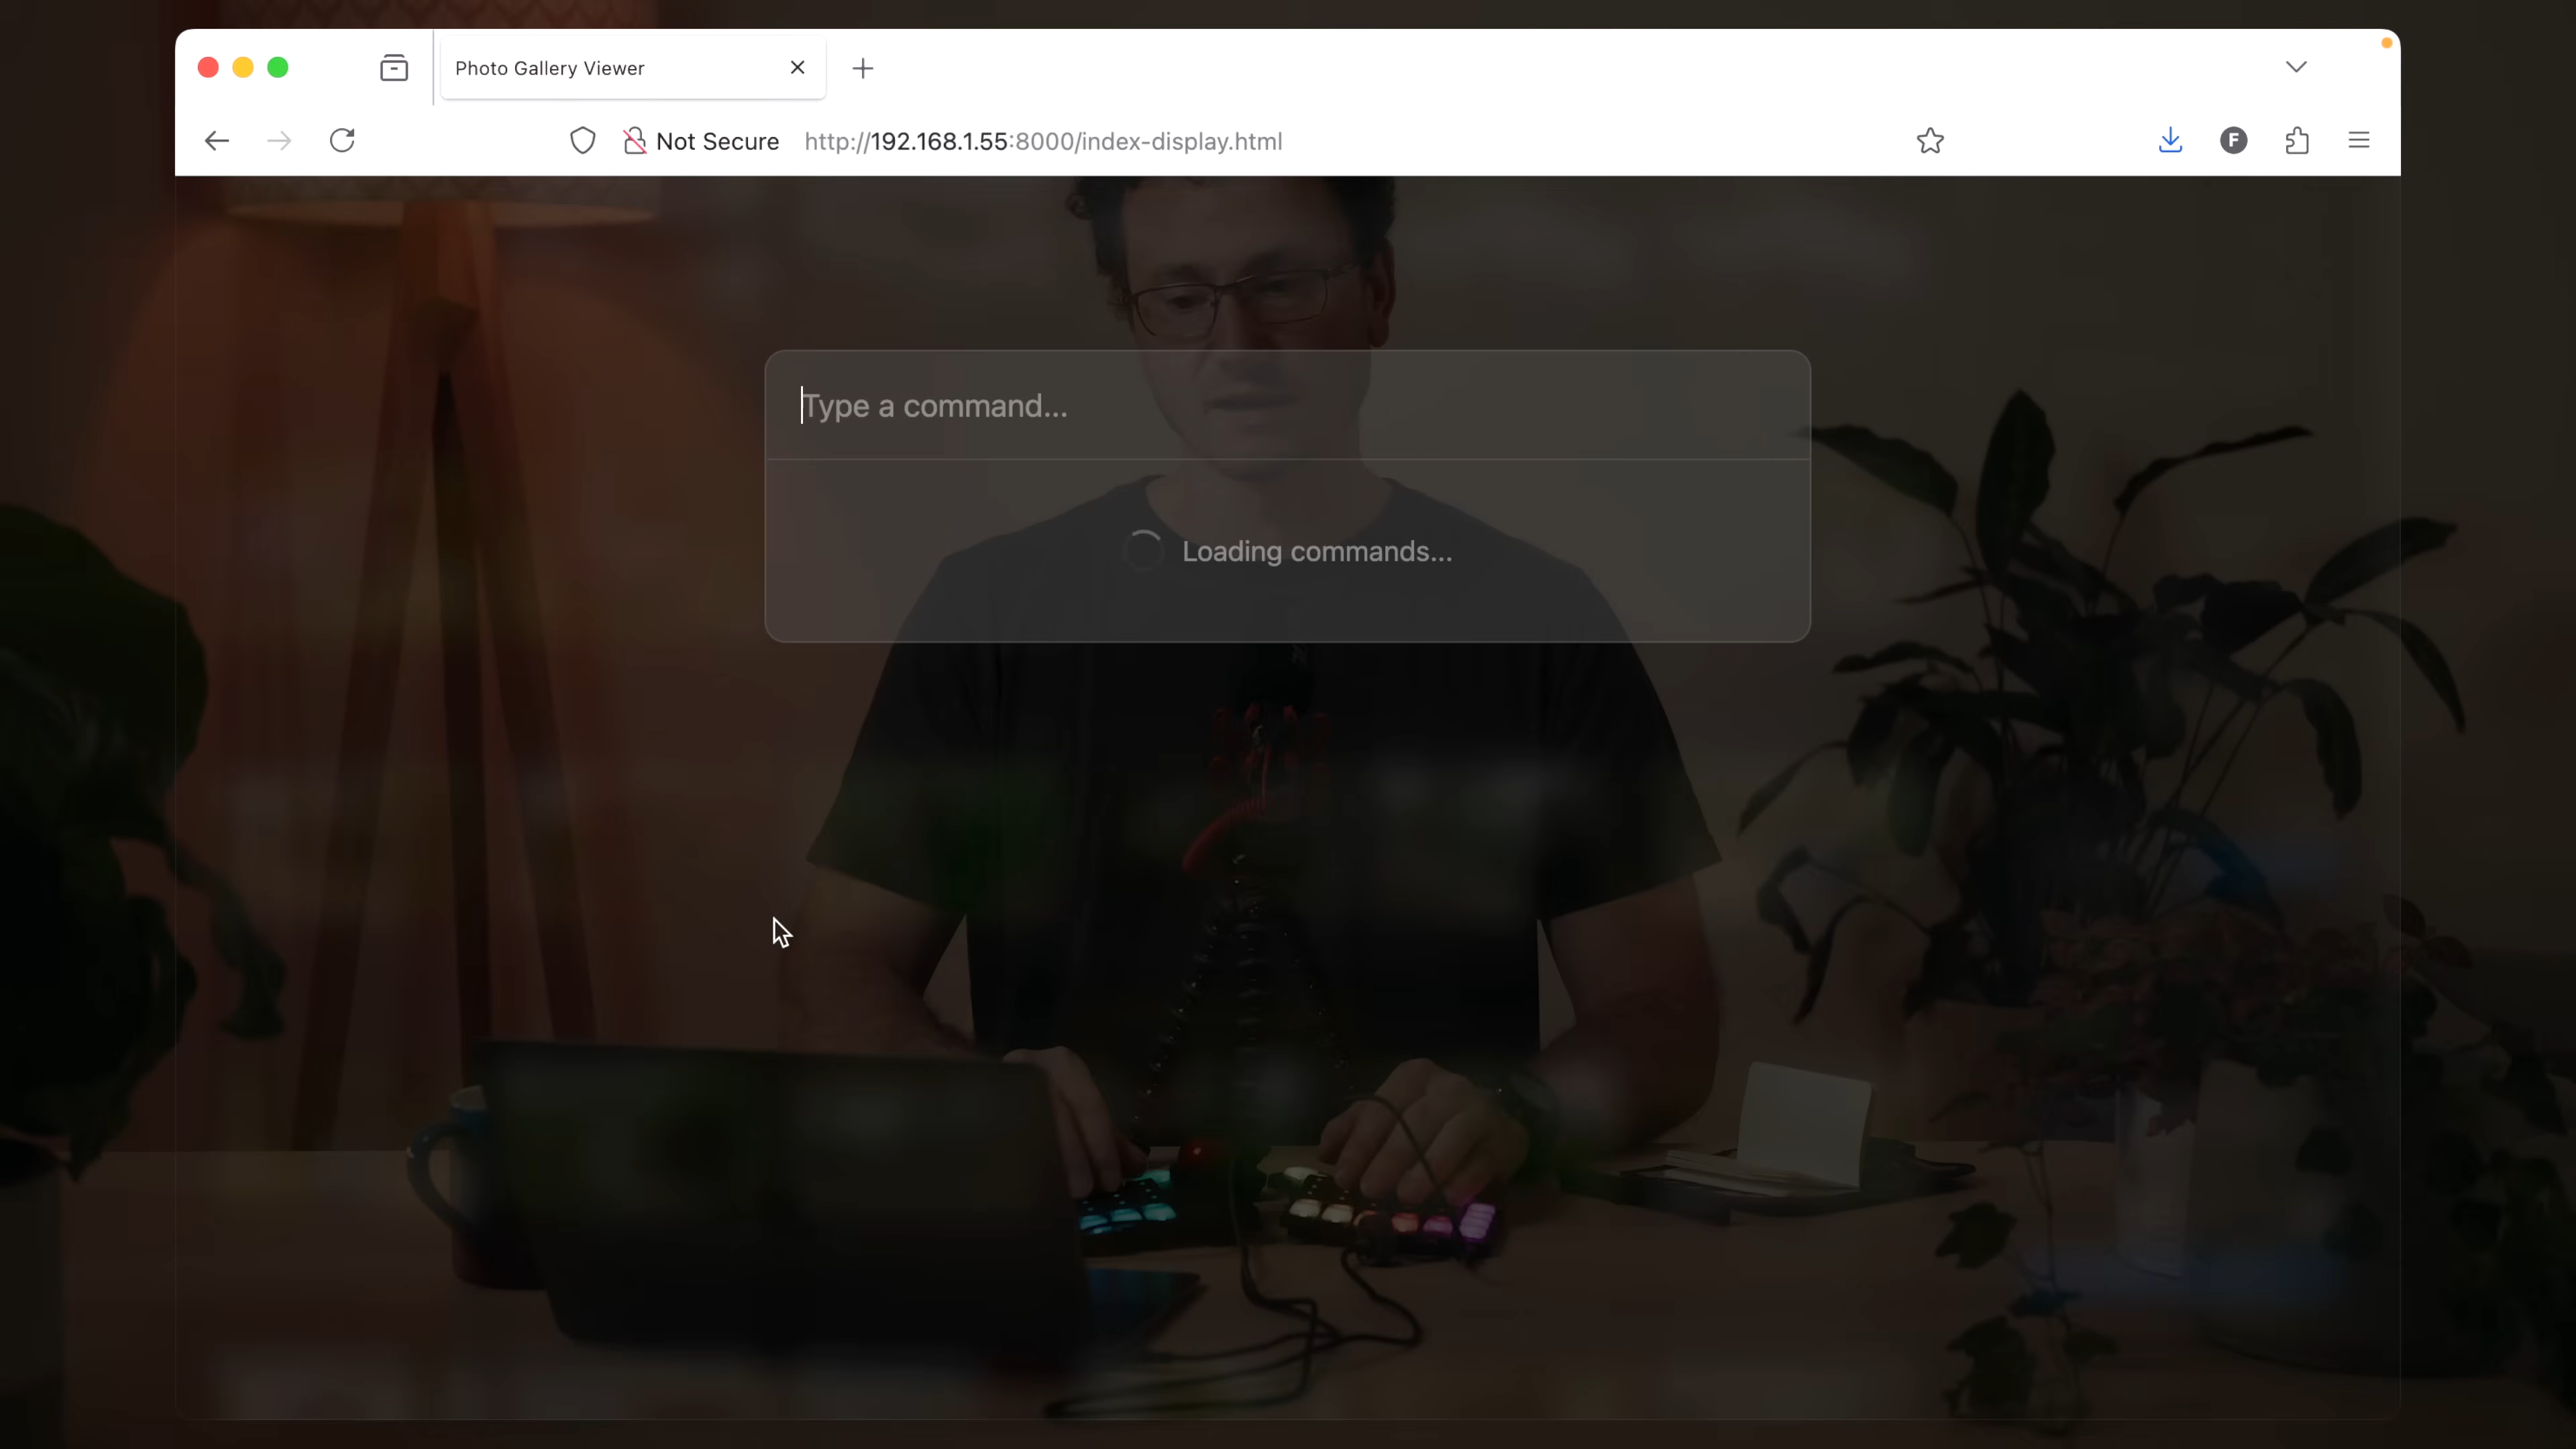 Photo Gallery Viewer
Not Secure http://192.168.1.55:8000/index-display.html
F
Type a command...
Loading commands...